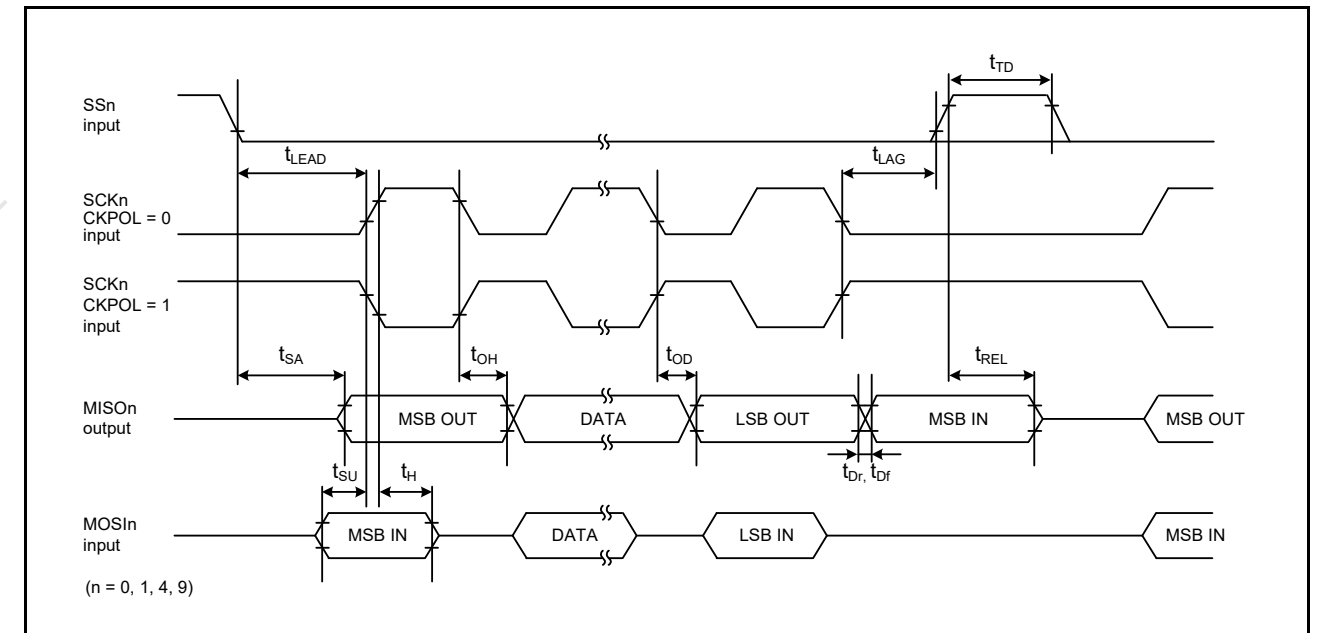 tTD
SSn
input
tLEAD
tLAG
SCKn
CKPOL = 0
input
SCKn
CKPOL = 1
input
tSA
tOH
tOD
tREL
MISOn
output
MSB OUT
DATA
LSB OUT
MSB IN
MSB OUT
tDr, tDf
tSU
tH
MOSIn
input
MSB IN
DATA
LSB IN
MSB IN
(n = 0, 1, 4, 9)